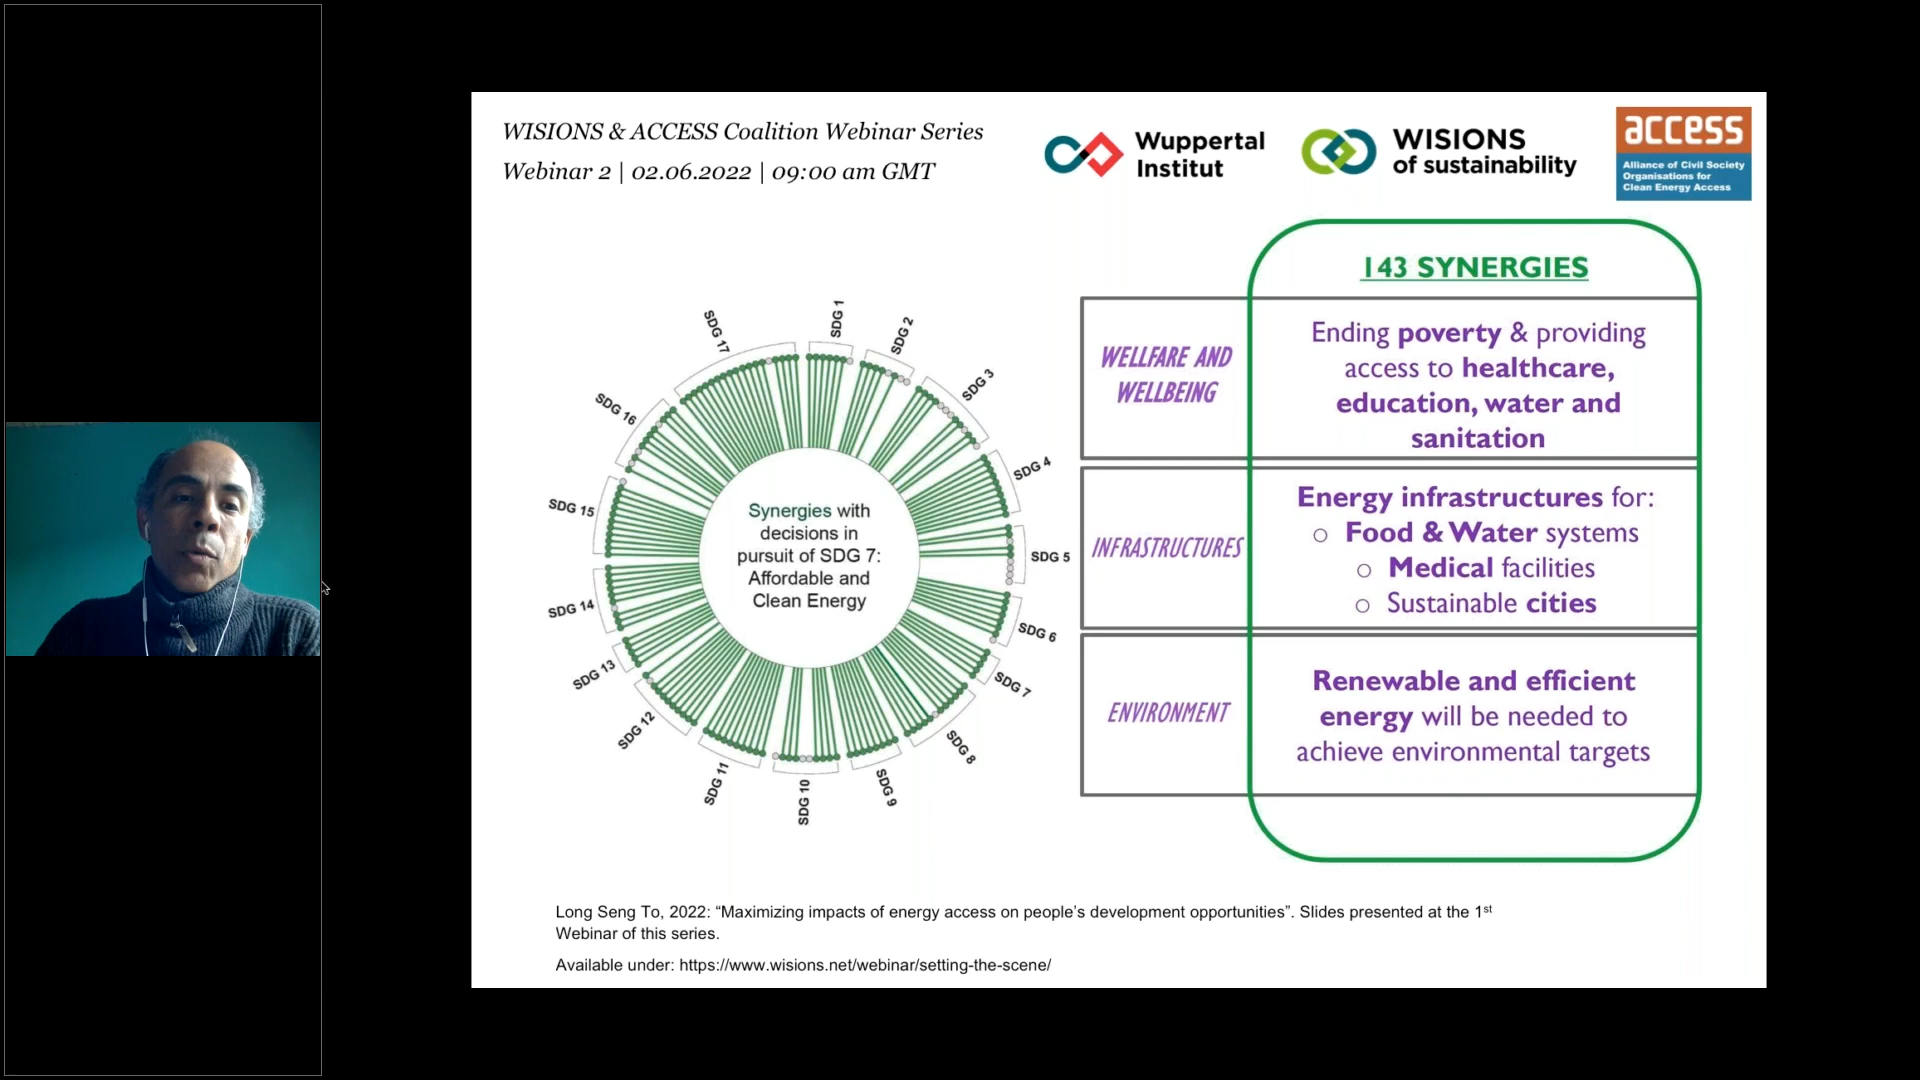 WISIONS & ACCESS Coalition Webinar Series
Webinar 2 | 02.06.2022 | 09:00 am GMT
Wuppertal
Institut
WISIONS
of sustainability
access
Alliance of Civil Society
Organisations for
Clean Energy Access
SDG 1
SDG 2
SDG 3
SDG 4
SDG 5
SDG 6
SDG 7
SDG 8
SDG 9
SDG 10
SDG 11
SDG 12
SDG 13
SDG 14
SDG 15
SDG 16
SDG 17
Synergies with
decisions in
pursuit of SDG 7:
Affordable and
Clean Energy
143 SYNERGIES
WELLFARE AND
WELLBEING
Ending poverty & providing
access to healthcare,
education, water and
sanitation
INFRASTRUCTURES
Energy infrastructures for:
o Food & Water systems
o Medical facilities
o Sustainable cities
ENVIRONMENT
Renewable and efficient
energy will be needed to
achieve environmental targets
Long Seng To, 2022: “Maximizing impacts of energy access on people’s development opportunities”. Slides presented at the 1st
Webinar of this series.
Available under: https://www.wisions.net/webinar/setting-the-scene/